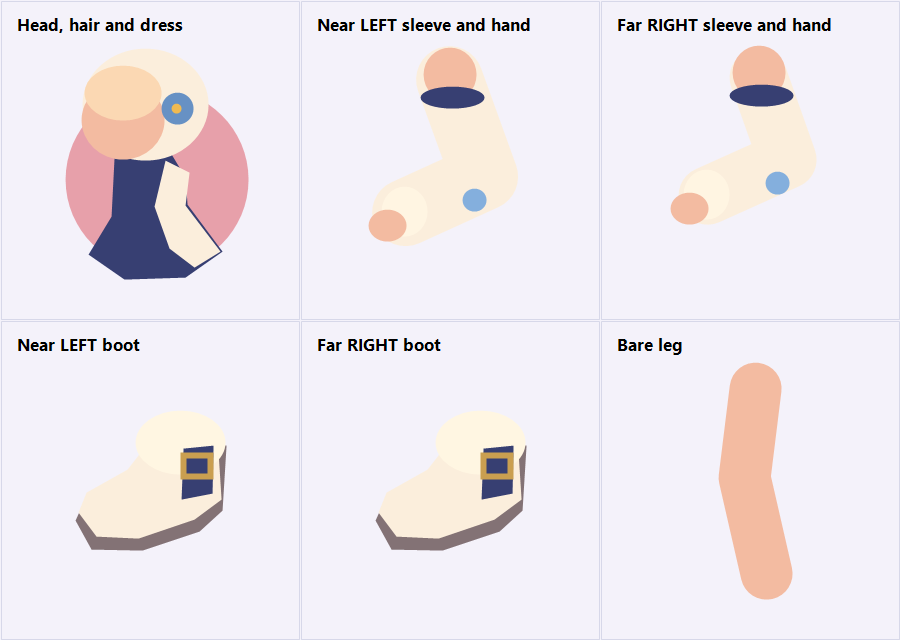 Head, hair and dress
Near LEFT sleeve and hand
Far RIGHT sleeve and hand
Near LEFT boot
Far RIGHT boot
Bare leg